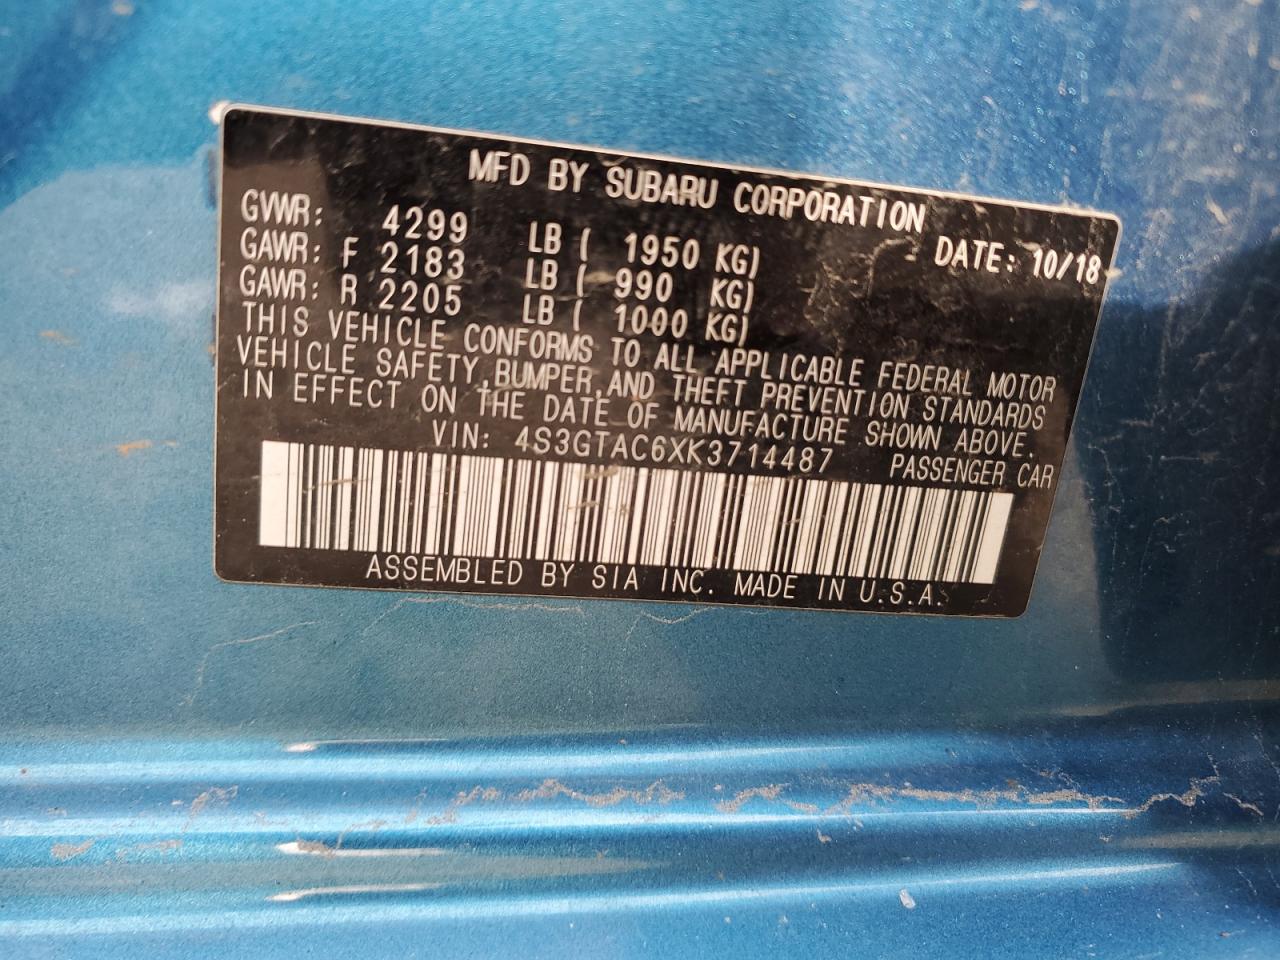 MFD BY SUBARU CORPORATION
GVWR: 4299 LB ( 1950 KG) DATE: 10/18
GAWR: F 2183 LB ( 990 KG)
GAWR: R 2205 LB ( 1000 KG)
THIS VEHICLE CONFORMS TO ALL APPLICABLE FEDERAL MOTOR
VEHICLE SAFETY,BUMPER,AND THEFT PREVENTION STANDARDS
IN EFFECT ON THE DATE OF MANUFACTURE SHOWN ABOVE.
VIN: 4S3GTAC6XK3714487 PASSENGER CAR
ASSEMBLED BY SIA INC. MADE IN U.S.A.